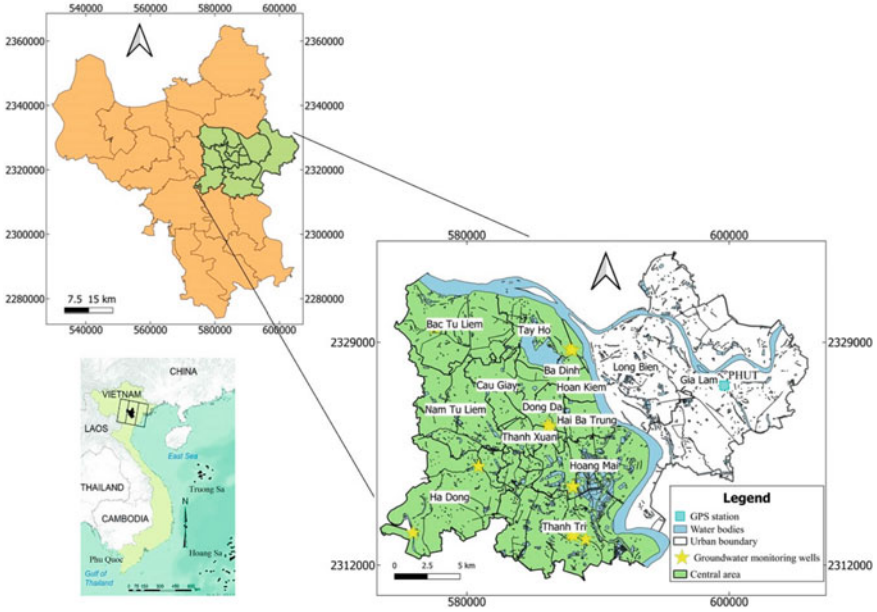 540000 560000 580000 600000
2360000
2340000
2320000
2300000
2280000
2360000
2340000
2320000
2300000
2280000
7.5 15 km
540000 560000 580000 600000
CHINA
VIETNAM
LAOS
East Sea
THAILAND
Truong Sa
N
CAMBODIA
Hoang Sa
Phu Quoc
Gulf of
Thailand
580000 600000
2329000
2312000
2329000
2312000
Bac Tu Liem
Tay Ho
Ba Dinh
Long Bien
PHUT
Gia Lam
Cau Giay
Hoan Kiem
Nam Tu Liem
Dong Da
Hai Ba Trung
Thanh Xuan
Hoang Mai
Ha Dong
Thanh Tri
0 2.5 5 km
Legend
GPS station
Water bodies
Urban boundary
Groundwater monitoring wells
Central area
580000 600000